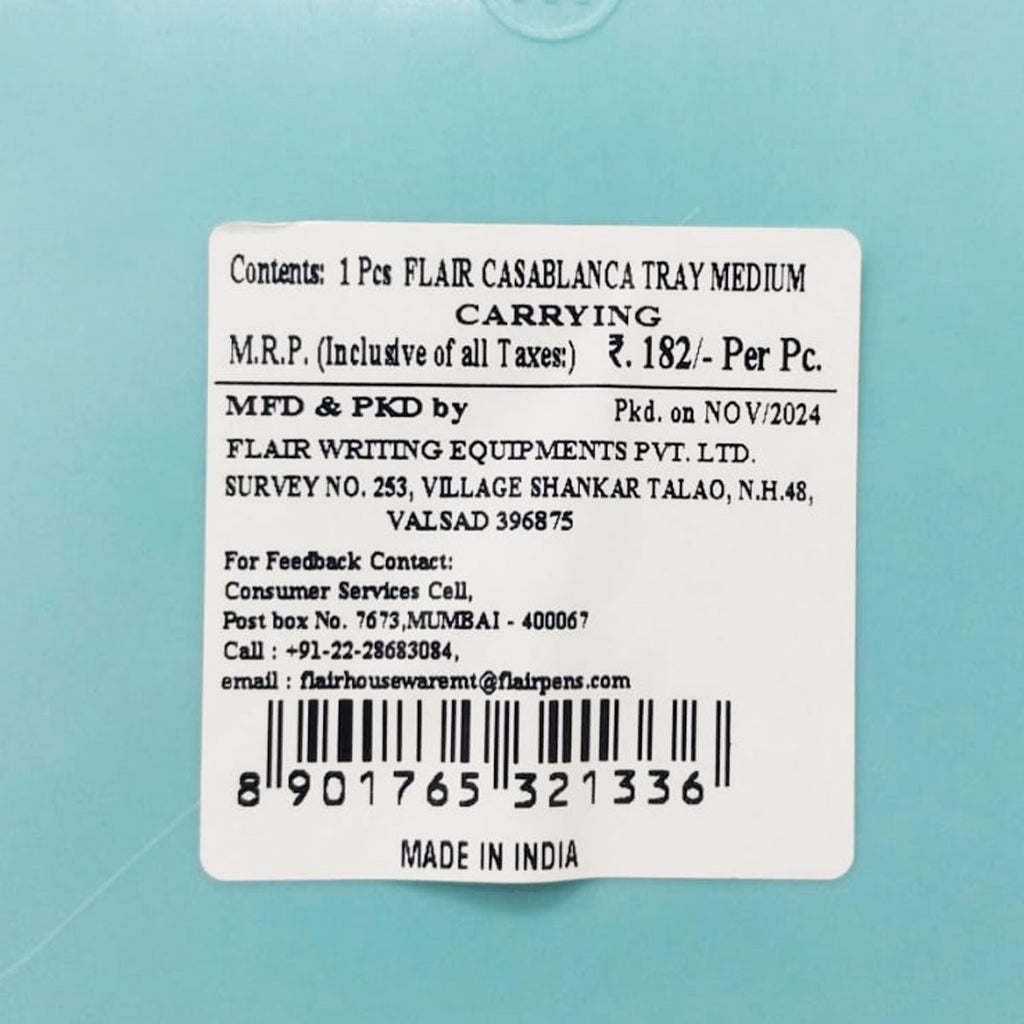 Contents: 1 Pcs FLAIR CASABLANCA TRAY MEDIUM
CARRYING
M.R.P. (Inclusive of all Taxes:) ₹. 182/- Per Pc.
MFD & PKD by Pkd. on NOV/2024
FLAIR WRITING EQUIPMENTS PVT. LTD.
SURVEY NO. 253, VILLAGE SHANKAR TALAO, N.H.48,
VALSAD 396875
For Feedback Contact:
Consumer Services Cell,
Post box No. 7673,MUMBAI - 400067
Call : +91-22-28683084,
email : flairhousewaremt@flairpens.com
8 901765 321336
MADE IN INDIA